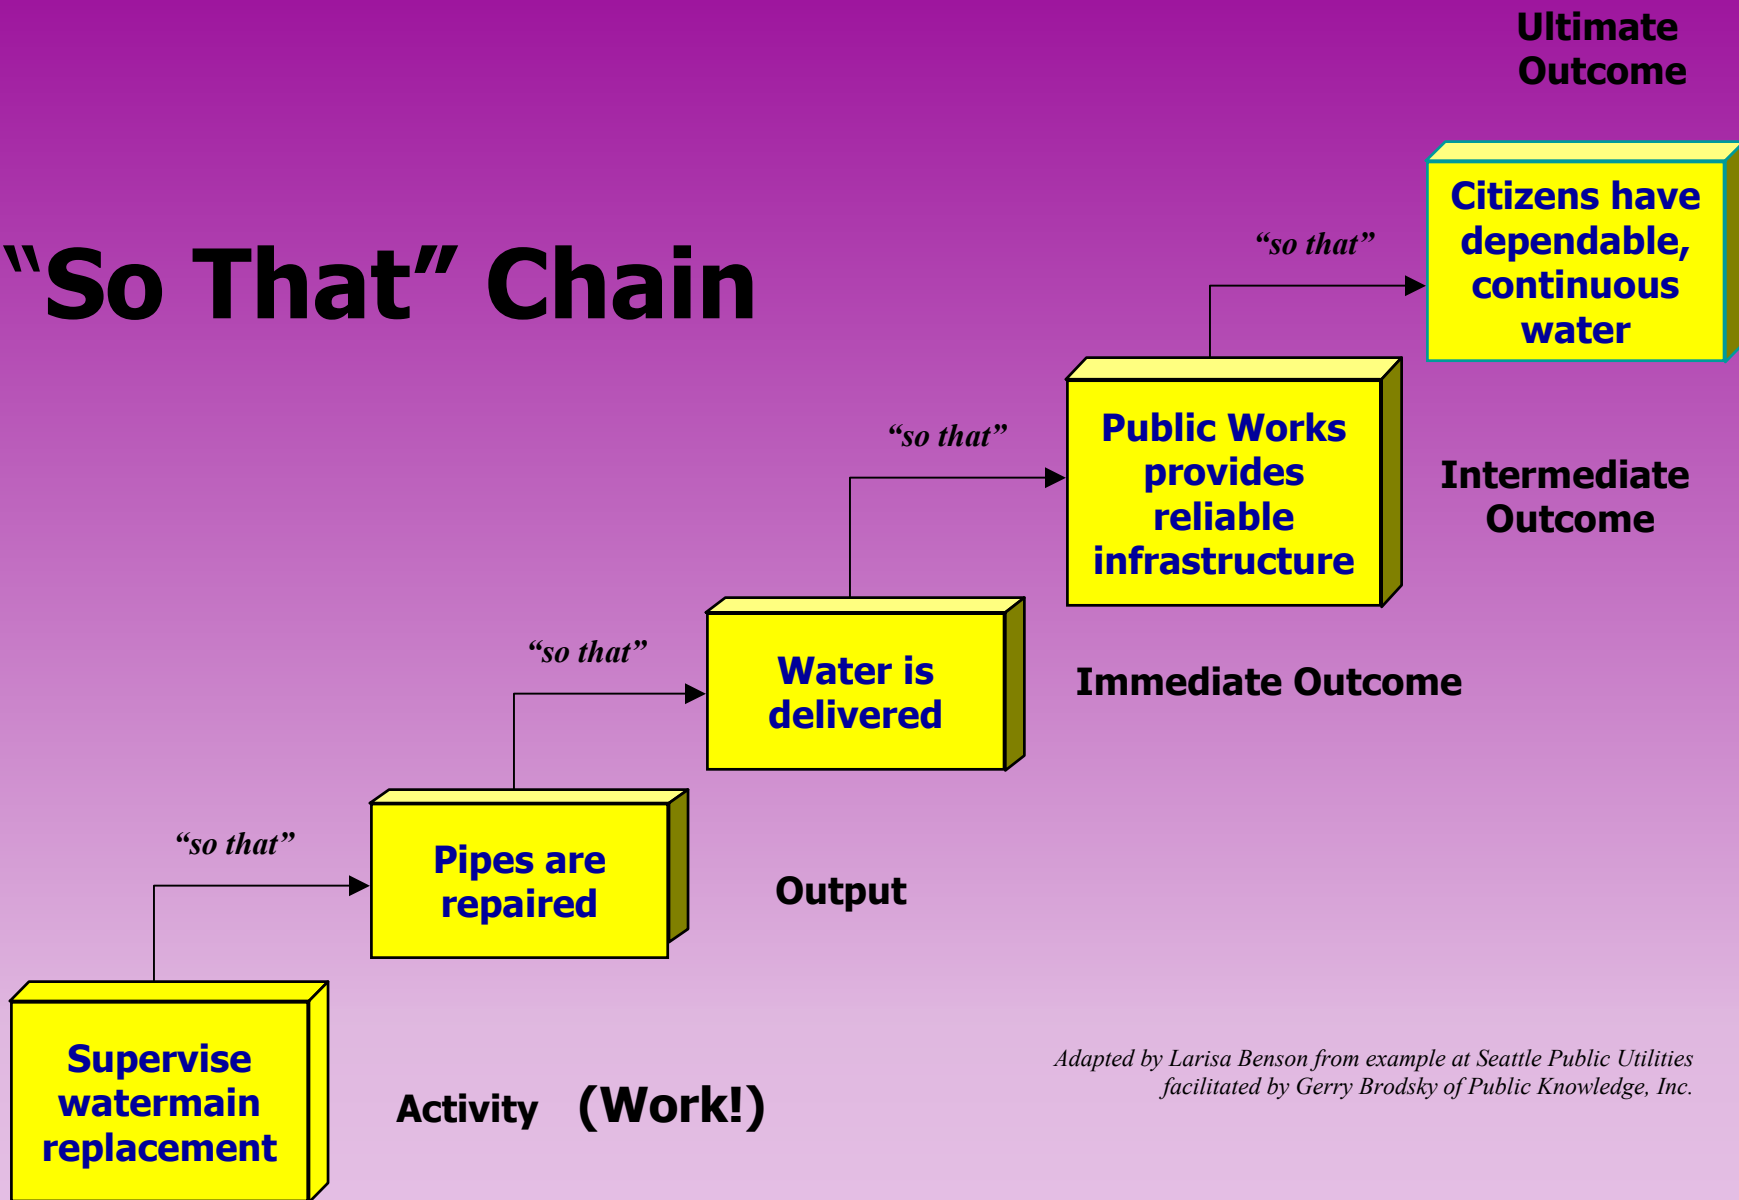 Ultimate
Outcome
Citizens have
dependable,
continuous
water
“so that”
“So That” Chain
“so that”
Public Works
provides
reliable
infrastructure
Intermediate
Outcome
“so that”
Water is
delivered
Immediate Outcome
“so that”
Pipes are
repaired
Output
Supervise
watermain
replacement
Activity (Work!)
Adapted by Larisa Benson from example at Seattle Public Utilities
facilitated by Gerry Brodsky of Public Knowledge, Inc.